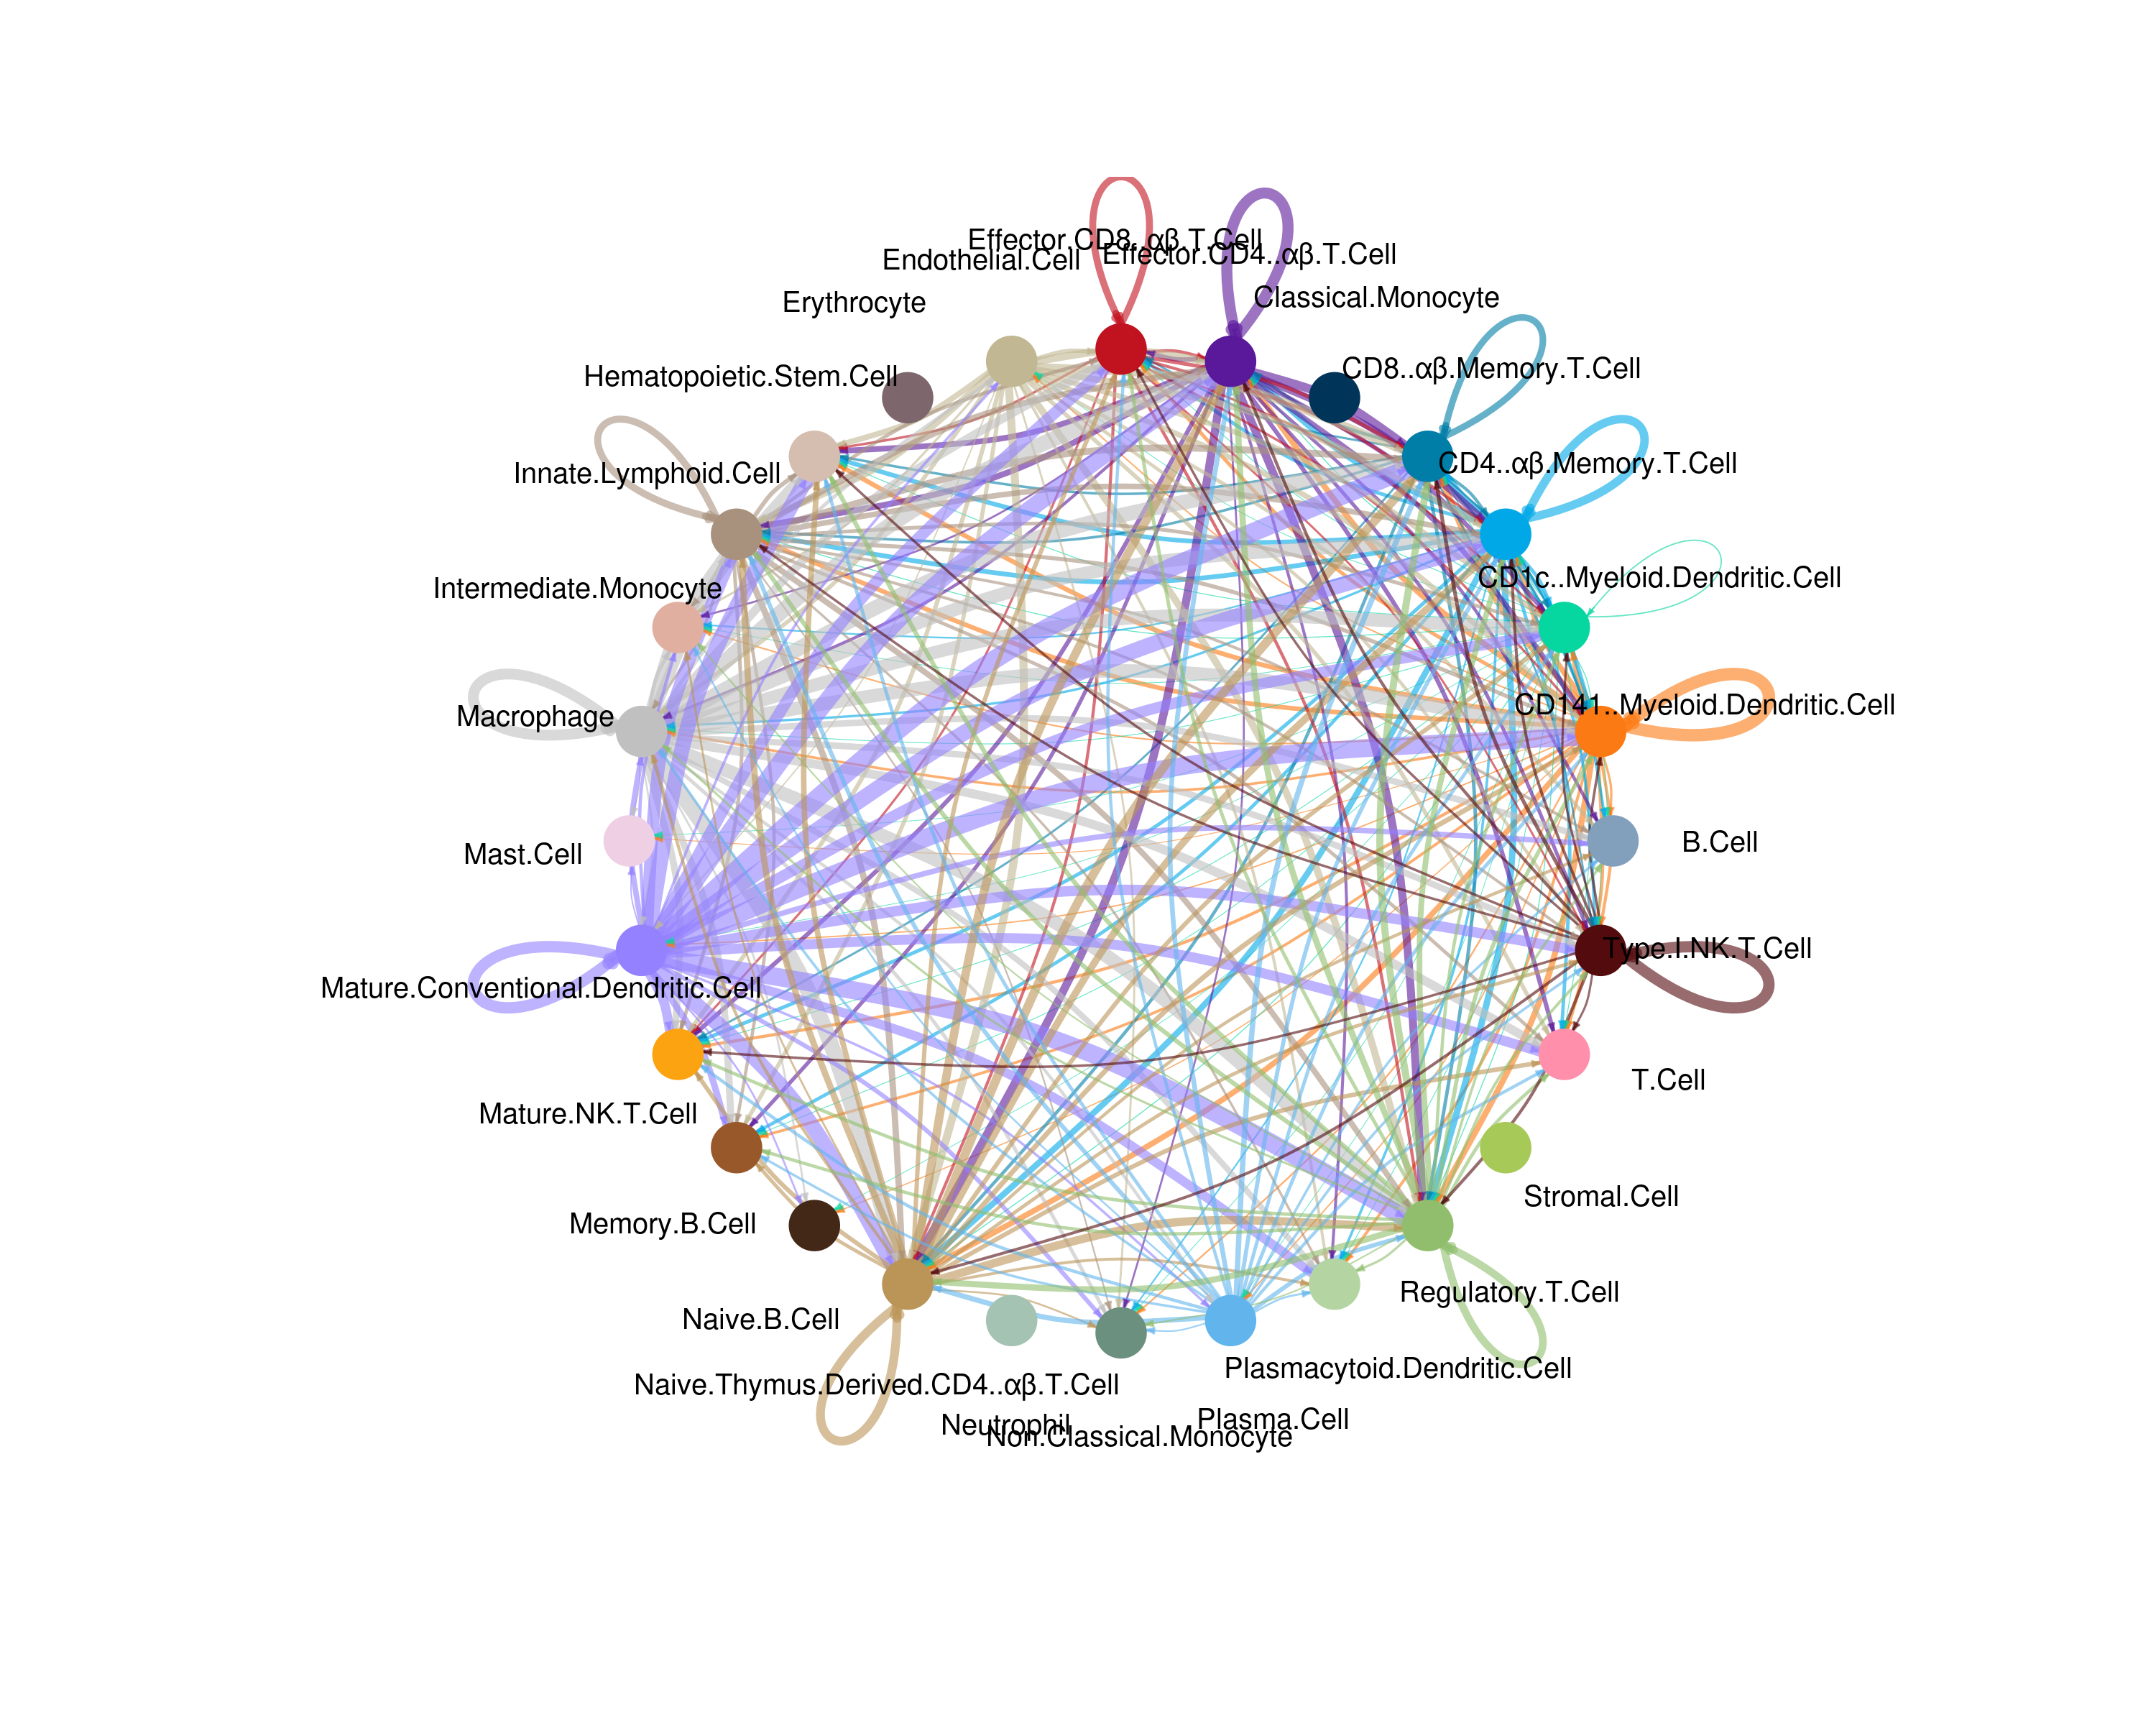 Effector.CD8..αβ.T.Cell
Effector.CD4..αβ.T.Cell
Endothelial.Cell
Classical.Monocyte
Erythrocyte
CD8..αβ.Memory.T.Cell
Hematopoietic.Stem.Cell
CD4..αβ.Memory.T.Cell
Innate.Lymphoid.Cell
CD1c..Myeloid.Dendritic.Cell
Intermediate.Monocyte
CD141..Myeloid.Dendritic.Cell
Macrophage
B.Cell
Mast.Cell
Type.I.NK.T.Cell
Mature.Conventional.Dendritic.Cell
T.Cell
Mature.NK.T.Cell
Stromal.Cell
Memory.B.Cell
Regulatory.T.Cell
Naive.B.Cell
Plasmacytoid.Dendritic.Cell
Naive.Thymus.Derived.CD4..αβ.T.Cell
Plasma.Cell
Neutrophil
Non.Classical.Monocyte